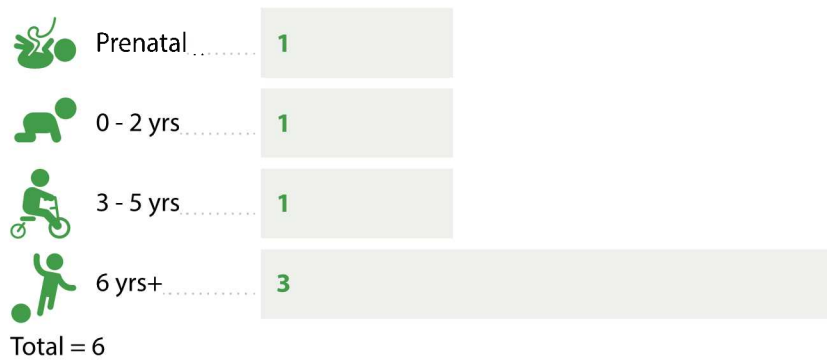 Prenatal 1
0 - 2 yrs 1
3 - 5 yrs 1
6 yrs+ 3
Total = 6